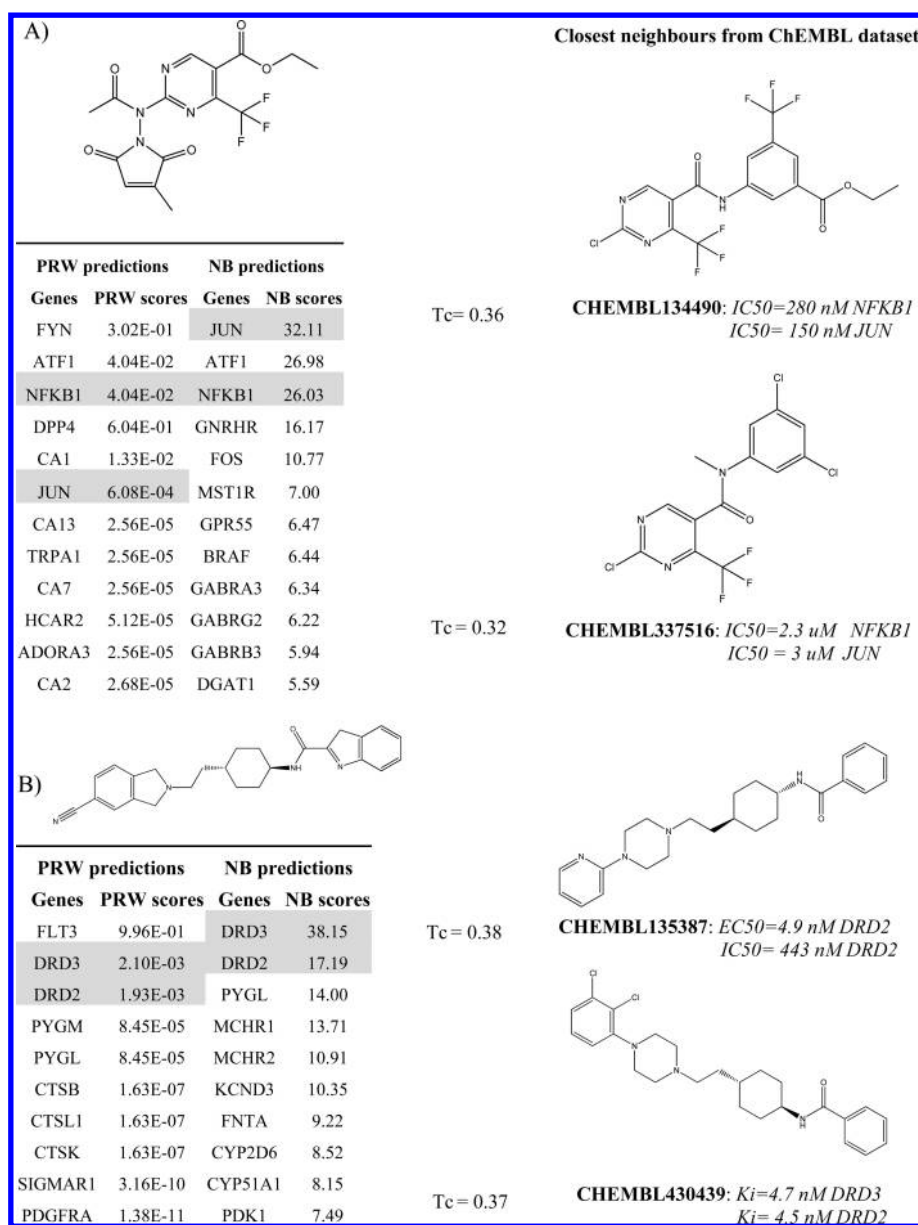 A)
Closest neighbours from ChEMBL dataset
PRW predictions NB predictions
Genes PRW scores Genes NB scores
FYN 3.02E-01 JUN 32.11
ATF1 4.04E-02 ATF1 26.98
NFKB1 4.04E-02 NFKB1 26.03
DPP4 6.04E-01 GNRHR 16.17
CA1 1.33E-02 FOS 10.77
JUN 6.08E-04 MST1R 7.00
CA13 2.56E-05 GPR55 6.47
TRPA1 2.56E-05 BRAF 6.44
CA7 2.56E-05 GABRA3 6.34
HCAR2 5.12E-05 GABRG2 6.22
ADORA3 2.56E-05 GABRB3 5.94
CA2 2.68E-05 DGAT1 5.59
Tc= 0.36
CHEMBL134490: IC50=280 nM NFKB1
IC50= 150 nM JUN
Tc = 0.32
CHEMBL337516: IC50=2.3 uM NFKB1
IC50 = 3 uM JUN
B)
PRW predictions NB predictions
Genes PRW scores Genes NB scores
FLT3 9.96E-01 DRD3 38.15
DRD3 2.10E-03 DRD2 17.19
DRD2 1.93E-03 PYGL 14.00
PYGM 8.45E-05 MCHR1 13.71
PYGL 8.45E-05 MCHR2 10.91
CTSB 1.63E-07 KCND3 10.35
CTSL1 1.63E-07 FNTA 9.22
CTSK 1.63E-07 CYP2D6 8.52
SIGMAR1 3.16E-10 CYP51A1 8.15
PDGFRA 1.38E-11 PDK1 7.49
Tc = 0.38
CHEMBL135387: EC50=4.9 nM DRD2
IC50= 443 nM DRD2
Tc = 0.37
CHEMBL430439: Ki=4.7 nM DRD3
Ki= 4.5 nM DRD2